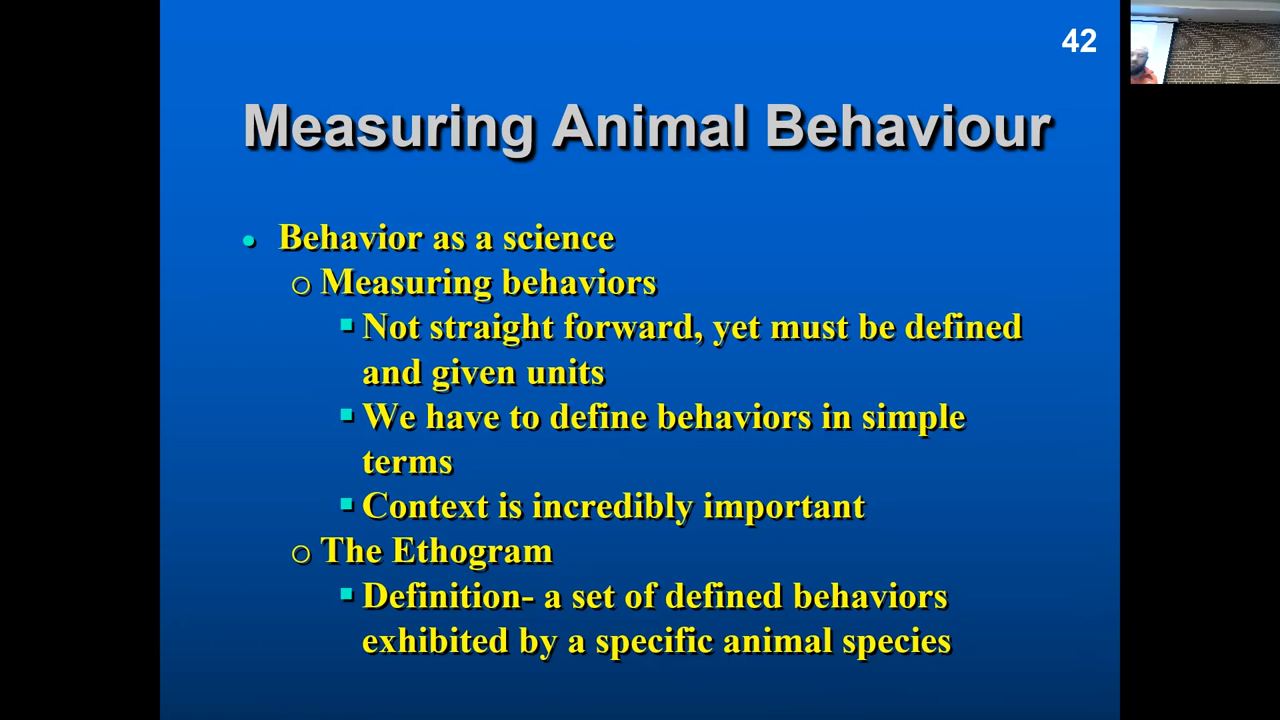 42
Measuring Animal Behaviour
• Behavior as a science
o Measuring behaviors
▪ Not straight forward, yet must be defined
and given units
▪ We have to define behaviors in simple
terms
▪ Context is incredibly important
o The Ethogram
▪ Definition- a set of defined behaviors
exhibited by a specific animal species